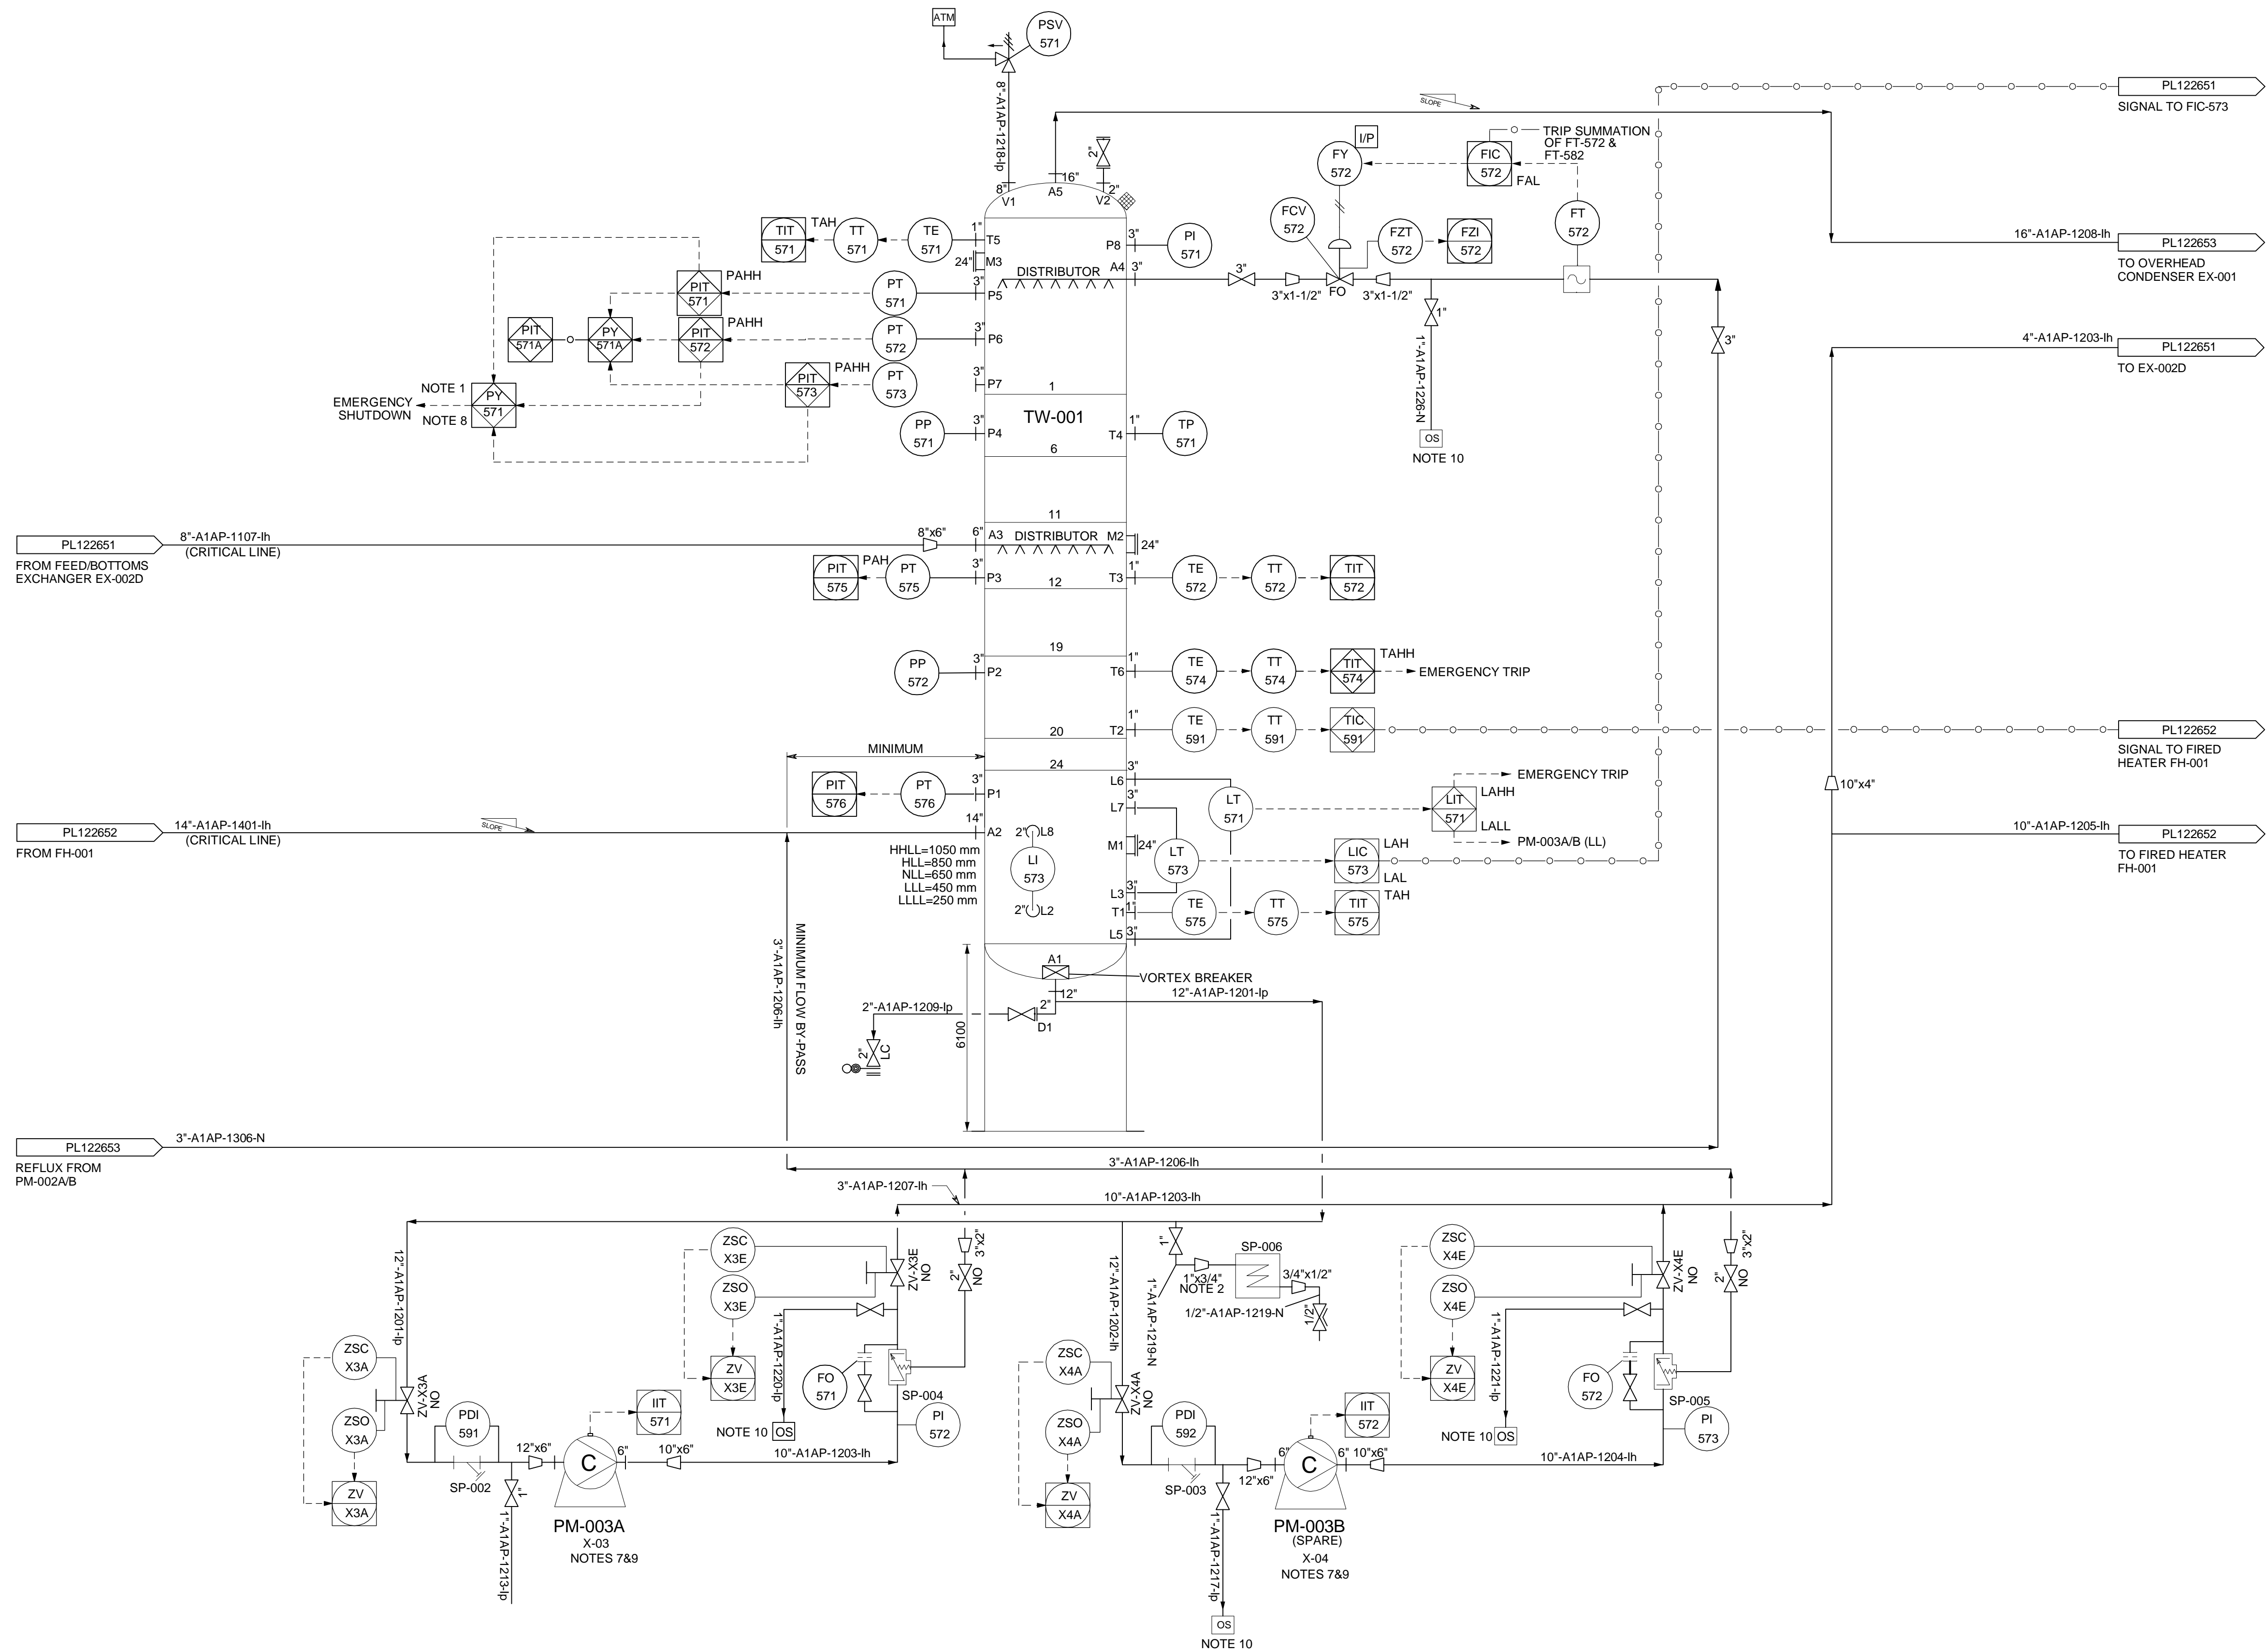 ATM
PSV
571
8"-A1AP-1218-Ip
SLOPE
PL122651
SIGNAL TO FIC-573
I/P
FY
572
FIC
572
FAL
TRIP SUMMATION
OF FT-572 &
FT-582
2"
8"
V1
16"
A5
2"
V2
FCV
572
FZT
572
FZI
572
FT
572
TIT
571
TAH
TT
571
TE
571
1"
T5
24"
M3
3"
P8
PI
571
A4
3"
DISTRIBUTOR
3"
3"x1-1/2"
FO
3"x1-1/2"
16"-A1AP-1208-Ih
PL122653
TO OVERHEAD
CONDENSER EX-001
PIT
571
PAHH
PT
571
3"
P5
PIT
571A
PY
571A
PIT
572
PAHH
PT
572
3"
P6
1"
1"-A1AP-1226-N
OS
NOTE 10
3"
4"-A1AP-1203-Ih
PL122651
TO EX-002D
NOTE 1
EMERGENCY
SHUTDOWN
NOTE 8
PY
571
PIT
573
PAHH
PT
573
3"
P7
1
TW-001
PP
571
3"
P4
1"
T4
TP
571
6
11
PL122651
FROM FEED/BOTTOMS
EXCHANGER EX-002D
8"-A1AP-1107-Ih
(CRITICAL LINE)
8"x6"
6"
A3
DISTRIBUTOR
M2
24"
PIT
575
PAH
PT
575
3"
P3
12
1"
T3
TE
572
TT
572
TIT
572
19
PP
572
3"
P2
1"
T6
TE
574
TT
574
TIT
574
TAHH
EMERGENCY TRIP
20
1"
T2
TE
591
TT
591
TIC
591
PL122652
SIGNAL TO FIRED
HEATER FH-001
MINIMUM
24
PIT
576
PT
576
3"
P1
3"
L6
3"
L7
LT
571
LIT
571
EMERGENCY TRIP
LAHH
LALL
PM-003A/B (LL)
10"x4"
PL122652
FROM FH-001
14"-A1AP-1401-Ih
(CRITICAL LINE)
SLOPE
14"
A2
2"
L8
LI
573
2"
L2
M1
24"
HHLL=1050 mm
HLL=850 mm
NLL=650 mm
LLL=450 mm
LLLL=250 mm
LT
573
LIC
573
LAH
LAL
3"
L3
1"
T1
TE
575
TT
575
TIT
575
TAH
3"
L5
10"-A1AP-1205-Ih
PL122652
TO FIRED HEATER
FH-001
A1
VORTEX BREAKER
12"
12"-A1AP-1201-Ip
2"
D1
2"-A1AP-1209-Ip
2"
LC
6100
3"-A1AP-1206-Ih
MINIMUM FLOW BY-PASS
PL122653
REFLUX FROM
PM-002A/B
3"-A1AP-1306-N
3"-A1AP-1206-Ih
3"-A1AP-1207-Ih
10"-A1AP-1203-Ih
12"-A1AP-1201-Ip
ZSC
X3A
ZSO
X3A
ZV
X3A
ZV-X3A
NO
PDI
591
SP-002
1"
1"-A1AP-1213-Ip
12"x6"
C
6"
10"x6"
IIT
571
PM-003A
X-03
NOTES 7&9
10"-A1AP-1203-Ih
ZSC
X3E
ZSO
X3E
ZV
X3E
ZV-X3E
NO
1"-A1AP-1220-Ip
NOTE 10
OS
FO
571
SP-004
PI
572
2"
NO
3"x2"
12"-A1AP-1202-Ih
ZSC
X4A
ZSO
X4A
ZV
X4A
ZV-X4A
NO
1"
1"x3/4"
NOTE 2
1"-A1AP-1219-N
SP-006
3/4"x1/2"
1/2"-A1AP-1219-N
1/2"
PDI
592
SP-003
1"-A1AP-1217-Ip
OS
NOTE 10
12"x6"
6"
C
6"
10"x6"
IIT
572
PM-003B
(SPARE)
X-04
NOTES 7&9
10"-A1AP-1204-Ih
ZSC
X4E
ZSO
X4E
ZV
X4E
ZV-X4E
NO
1"-A1AP-1221-Ip
NOTE 10
OS
FO
572
SP-005
PI
573
2"
NO
3"x2"